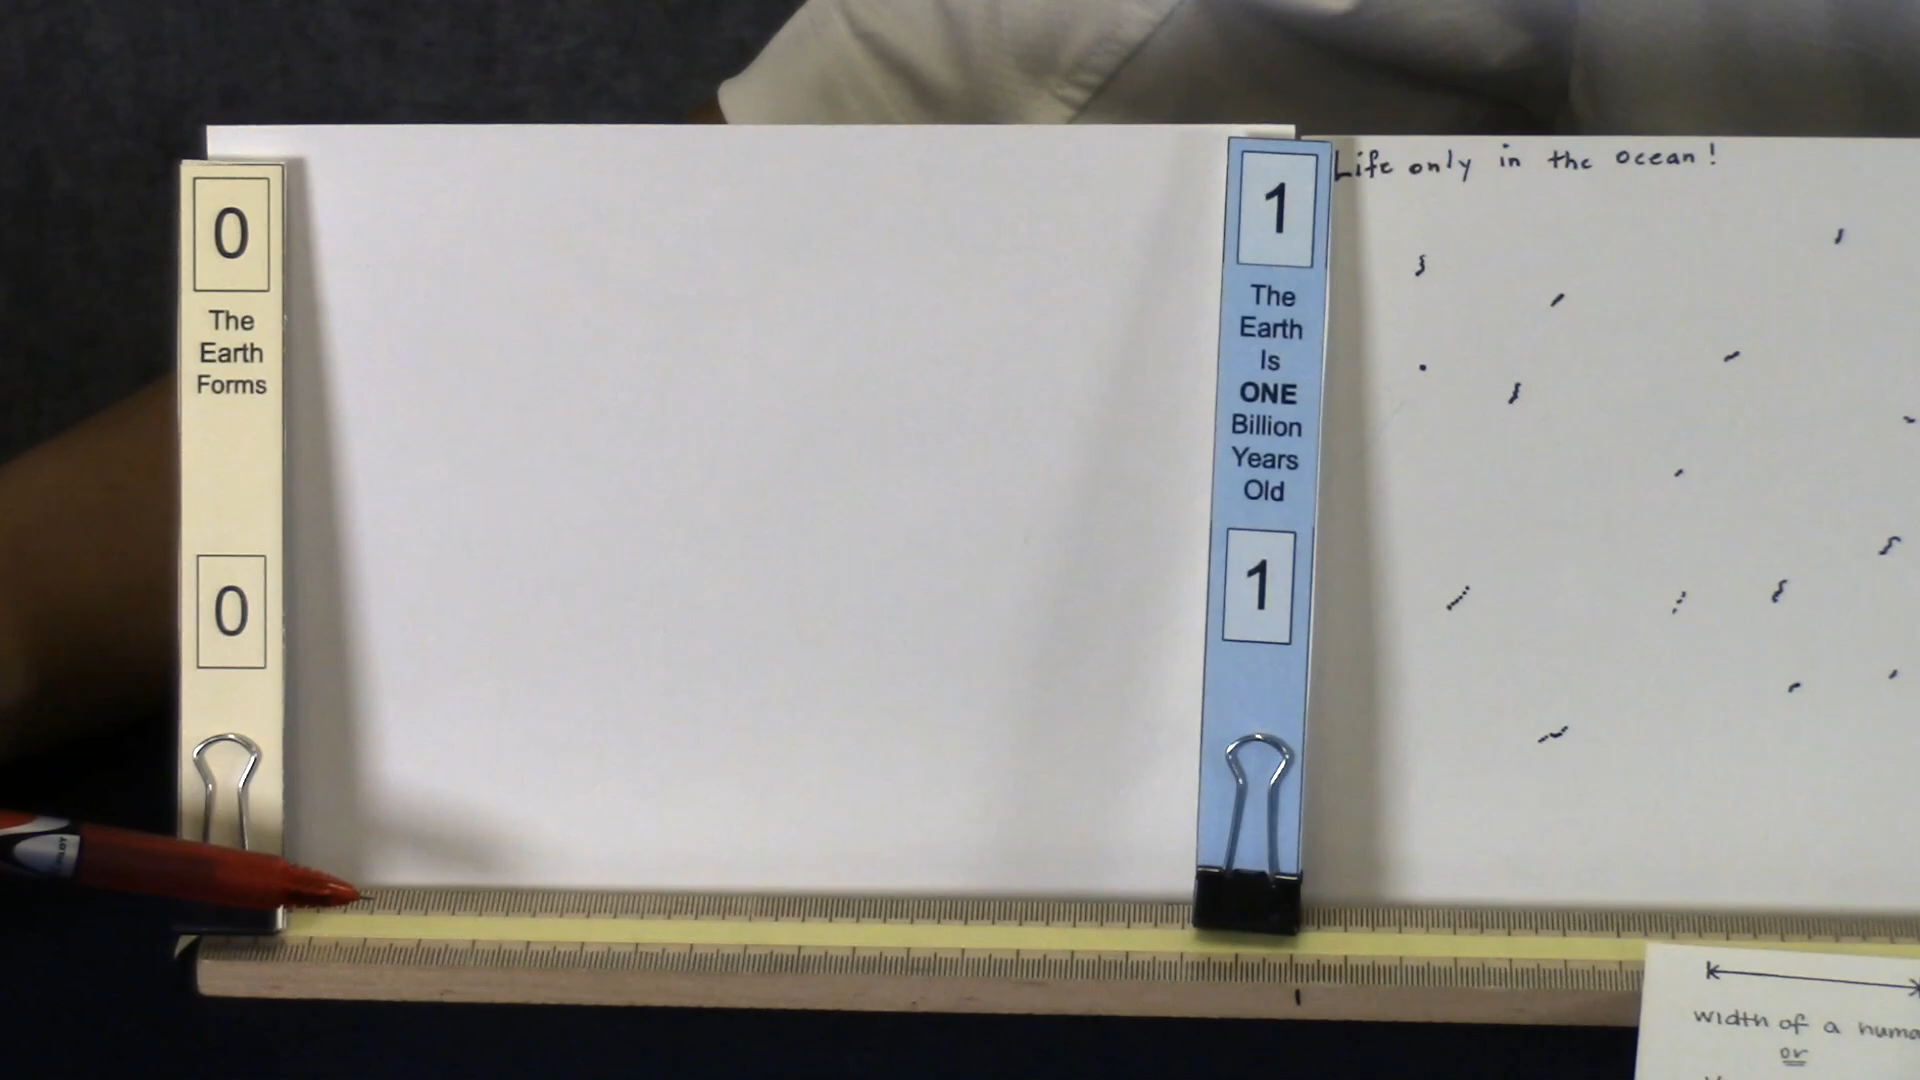 0
The
Earth
Forms
0
1
The
Earth
Is
ONE
Billion
Years
Old
1
Life only in the ocean!
width of a
or